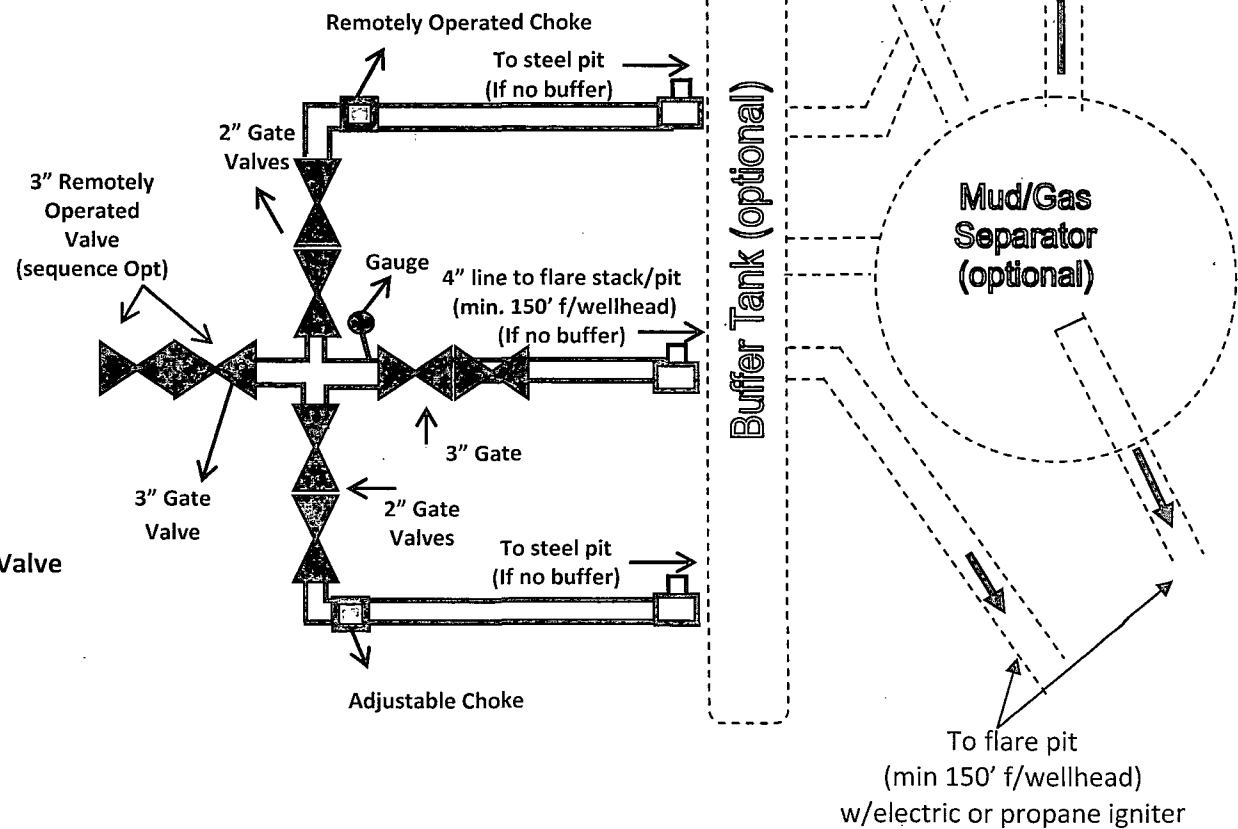 Remotely Operated Choke
To steel pit
(If no buffer)
2” Gate
Valves
3” Remotely
Operated
Valve
(sequence Opt)
Gauge
4” line to flare stack/pit
(min. 150’ f/wellhead)
(If no buffer)
Buffer Tank (optional)
Mud/Gas
Separator
(optional)
3” Gate
3” Gate
Valve
2” Gate
Valves
Valve
To steel pit
(If no buffer)
Adjustable Choke
To flare pit
(min 150’ f/wellhead)
w/electric or propane igniter